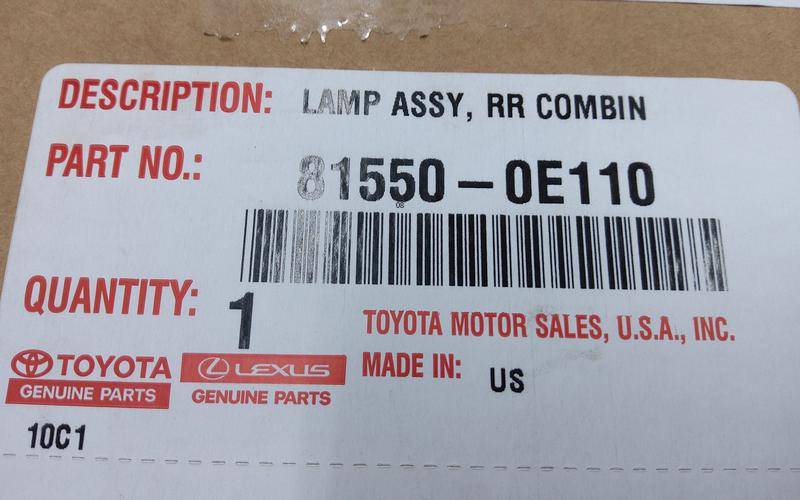 DESCRIPTION: LAMP ASSY, RR COMBIN
PART NO.: 81550-0E110
08
QUANTITY: 1
TOYOTA MOTOR SALES, U.S.A., INC.
TOYOTA LEXUS MADE IN: US
GENUINE PARTS GENUINE PARTS
10C1